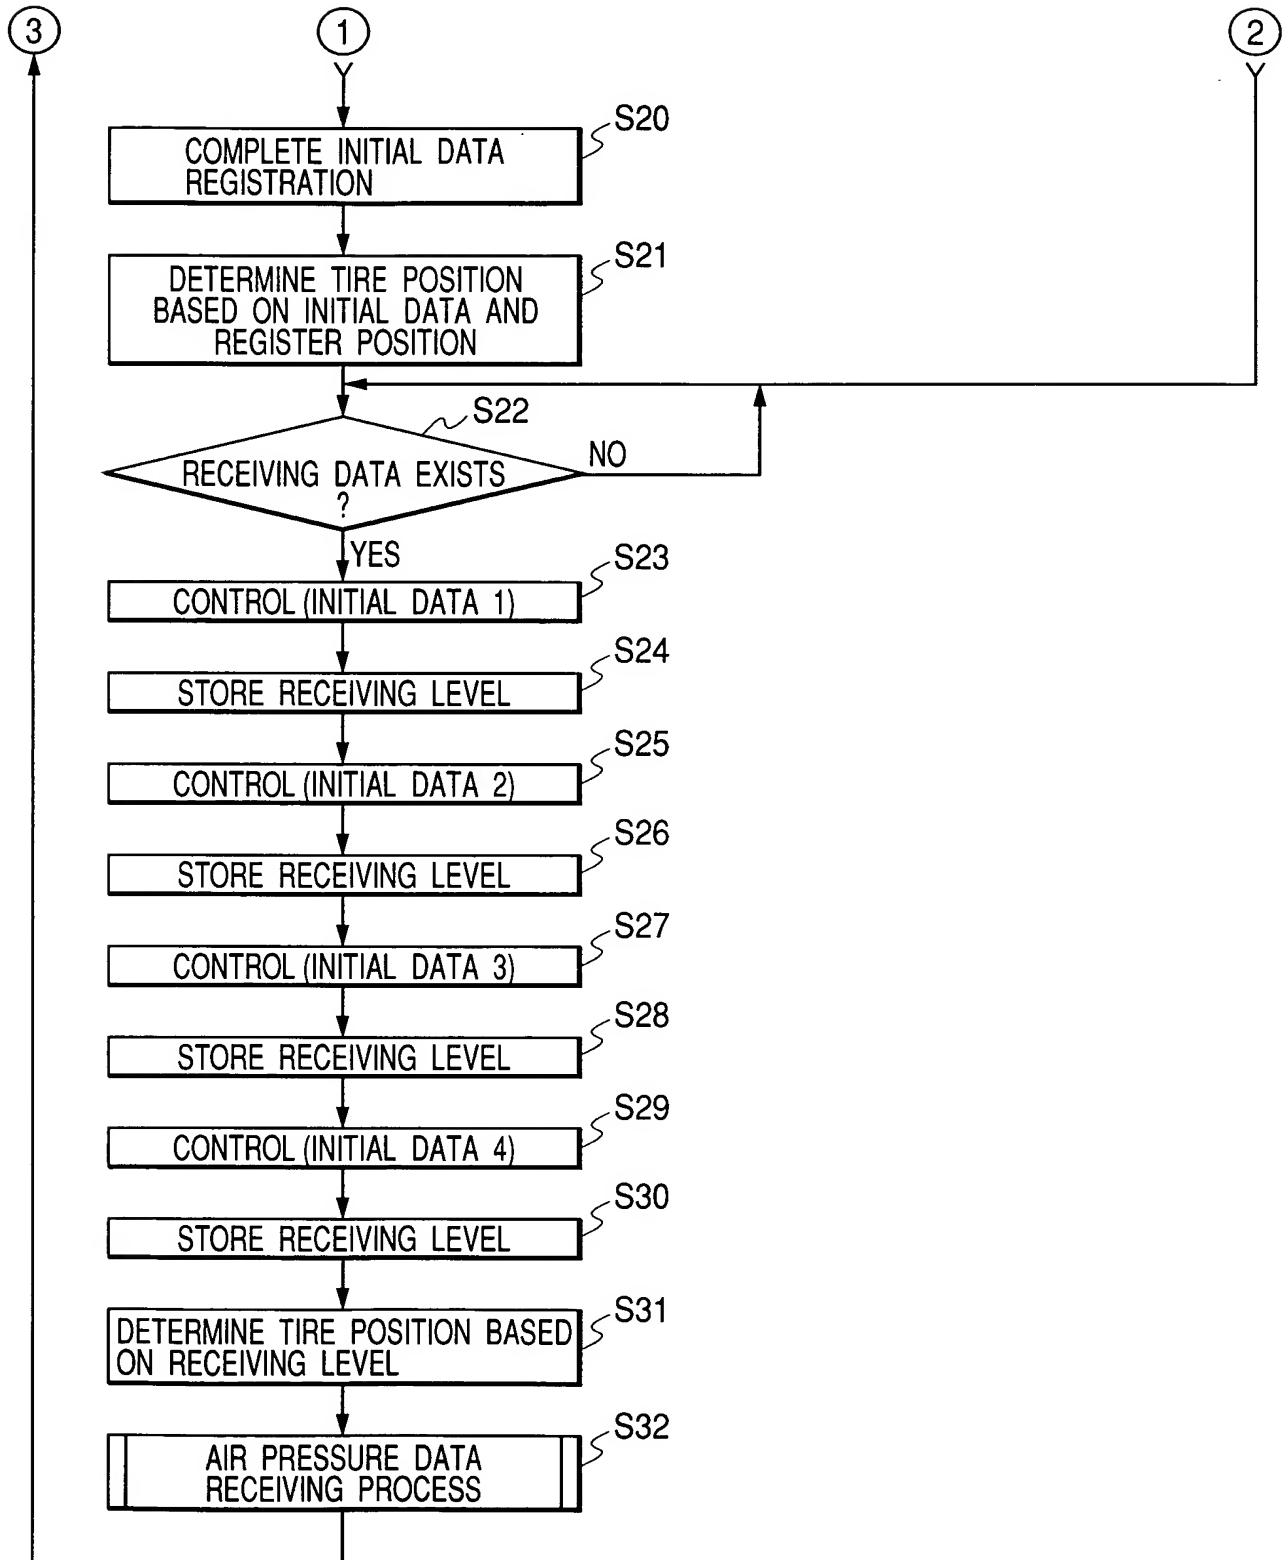 3
1
2
S20
COMPLETE INITIAL DATA
REGISTRATION
S21
DETERMINE TIRE POSITION
BASED ON INITIAL DATA AND
REGISTER POSITION
S22
RECEIVING DATA EXISTS
?
NO
YES
S23
CONTROL (INITIAL DATA 1)
S24
STORE RECEIVING LEVEL
S25
CONTROL (INITIAL DATA 2)
S26
STORE RECEIVING LEVEL
S27
CONTROL (INITIAL DATA 3)
S28
STORE RECEIVING LEVEL
S29
CONTROL (INITIAL DATA 4)
S30
STORE RECEIVING LEVEL
S31
DETERMINE TIRE POSITION BASED
ON RECEIVING LEVEL
S32
AIR PRESSURE DATA
RECEIVING PROCESS